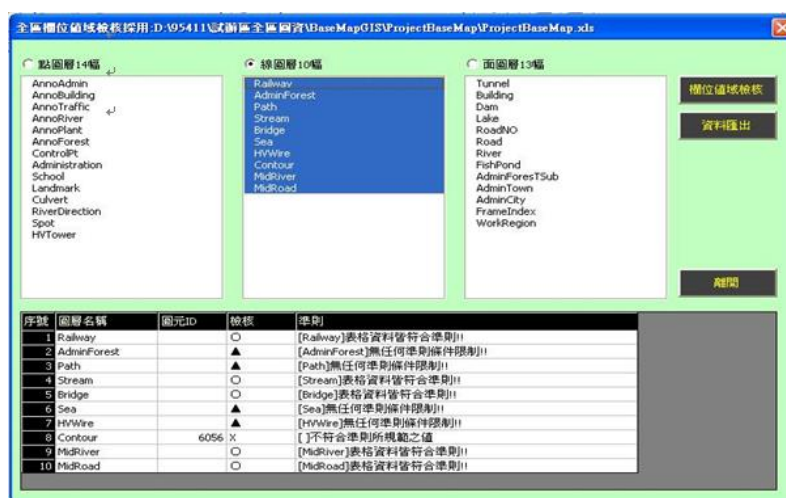 全區欄位值域檢核採用:D:\95411\試辦區全區圖資\BaseMapGIS\ProjectBaseMap\ProjectBaseMap.xls
點圖層14幅
AnnoAdmin
AnnoBuilding
AnnoTraffic
AnnoRiver
AnnoPlant
AnnoForest
ControlPt
Administration
School
Landmark
Culvert
RiverDirection
Spot
HVTower
線圖層10幅
Railway
AdminForest
Path
Stream
Bridge
Sea
HVWire
Contour
MidRiver
MidRoad
面圖層13幅
Tunnel
Building
Dam
Lake
RoadNO
Road
River
FishPond
AdminForesTSub
AdminTown
AdminCity
FrameIndex
WorkRegion
欄位值域檢核
資料匯出
離開
序號 圖層名稱 圖元ID 檢核 準則
1 Railway O [Railway]表格資料皆符合準則!!
2 AdminForest ▲ [AdminForest]無任何準則條件限制!!
3 Path ▲ [Path]無任何準則條件限制!!
4 Stream O [Stream]表格資料皆符合準則!!
5 Bridge O [Bridge]表格資料皆符合準則!!
6 Sea ▲ [Sea]無任何準則條件限制!!
7 HVWire ▲ [HVWire]無任何準則條件限制!!
8 Contour 6056 X [ ]不符合準則所規範之值
9 MidRiver O [MidRiver]表格資料皆符合準則!!
10 MidRoad O [MidRoad]表格資料皆符合準則!!